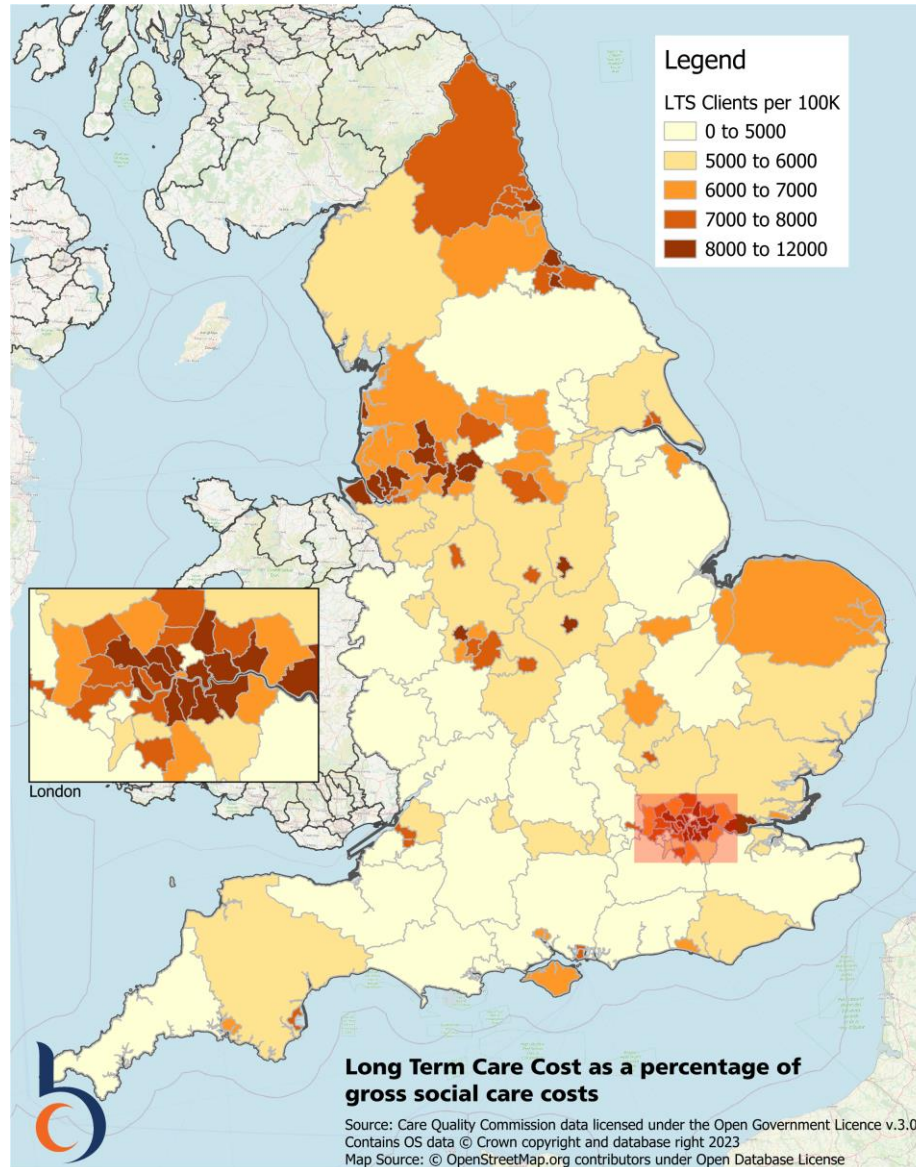 Legend
LTS Clients per 100K
0 to 5000
5000 to 6000
6000 to 7000
7000 to 8000
8000 to 12000
London
Long Term Care Cost as a percentage of
gross social care costs
Source: Care Quality Commission data licensed under the Open Government Licence v.3.0
Contains OS data © Crown copyright and database right 2023
Map Source: © OpenStreetMap.org contributors under Open Database License